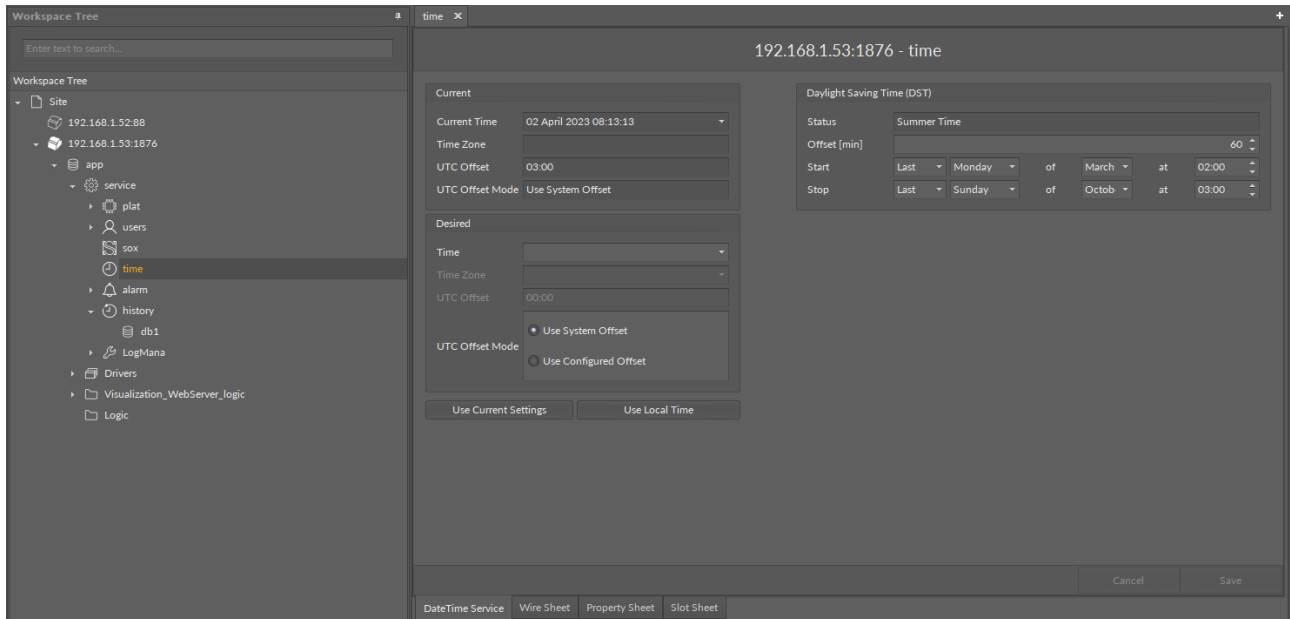 Workspace Tree
Enter text to search...
Workspace Tree
Site
192.168.1.52:88
192.168.1.53:1876
app
service
plat
users
sox
time
alarm
history
db1
LogMana
Drivers
Visualization_WebServer_logic
Logic
time
192.168.1.53:1876 - time
Current
Current Time 02 April 2023 08:13:13
Time Zone
UTC Offset 03:00
UTC Offset Mode Use System Offset
Desired
Time
Time Zone
UTC Offset 00:00
UTC Offset Mode
Use System Offset
Use Configured Offset
Use Current Settings Use Local Time
Daylight Saving Time (DST)
Status Summer Time
Offset [min] 60
Start Last Monday of March at 02:00
Stop Last Sunday of Octob at 03:00
Cancel Save
DateTime Service Wire Sheet Property Sheet Slot Sheet